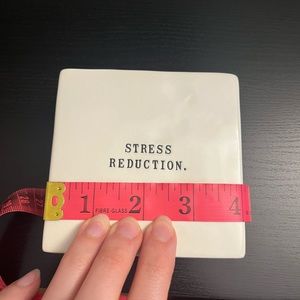 STRESS
REDUCTION.
1 2 3 4
FIBRE-GLASS